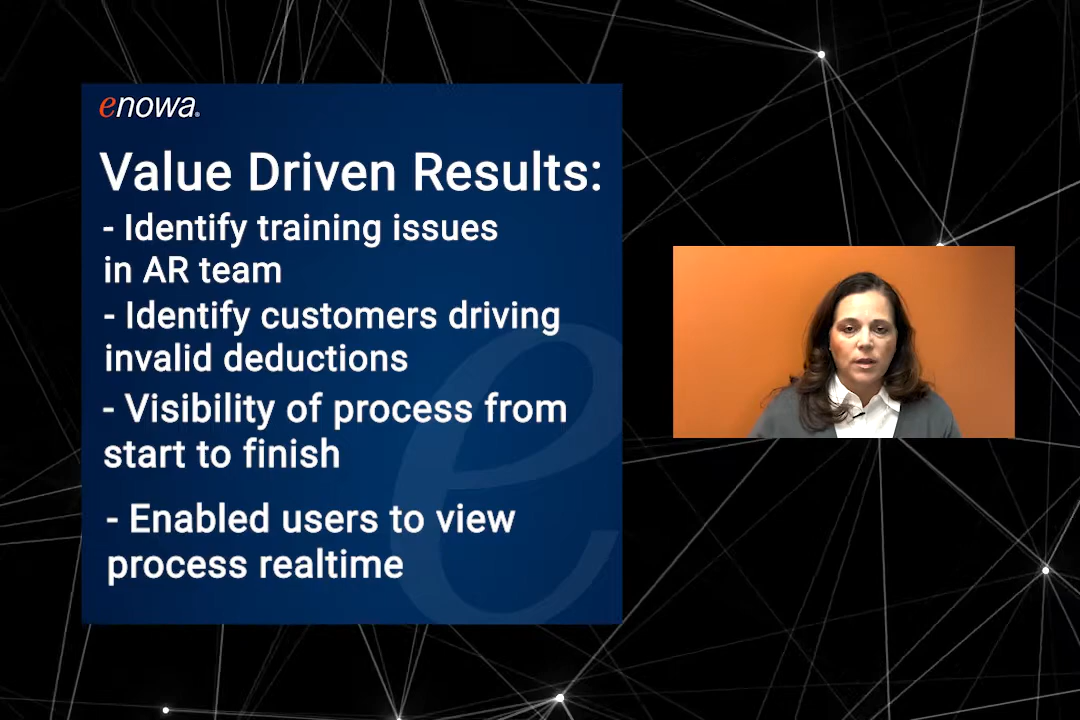 enowa®
Value Driven Results:
- Identify training issues
in AR team
- Identify customers driving
invalid deductions
- Visibility of process from
start to finish
- Enabled users to view
process realtime